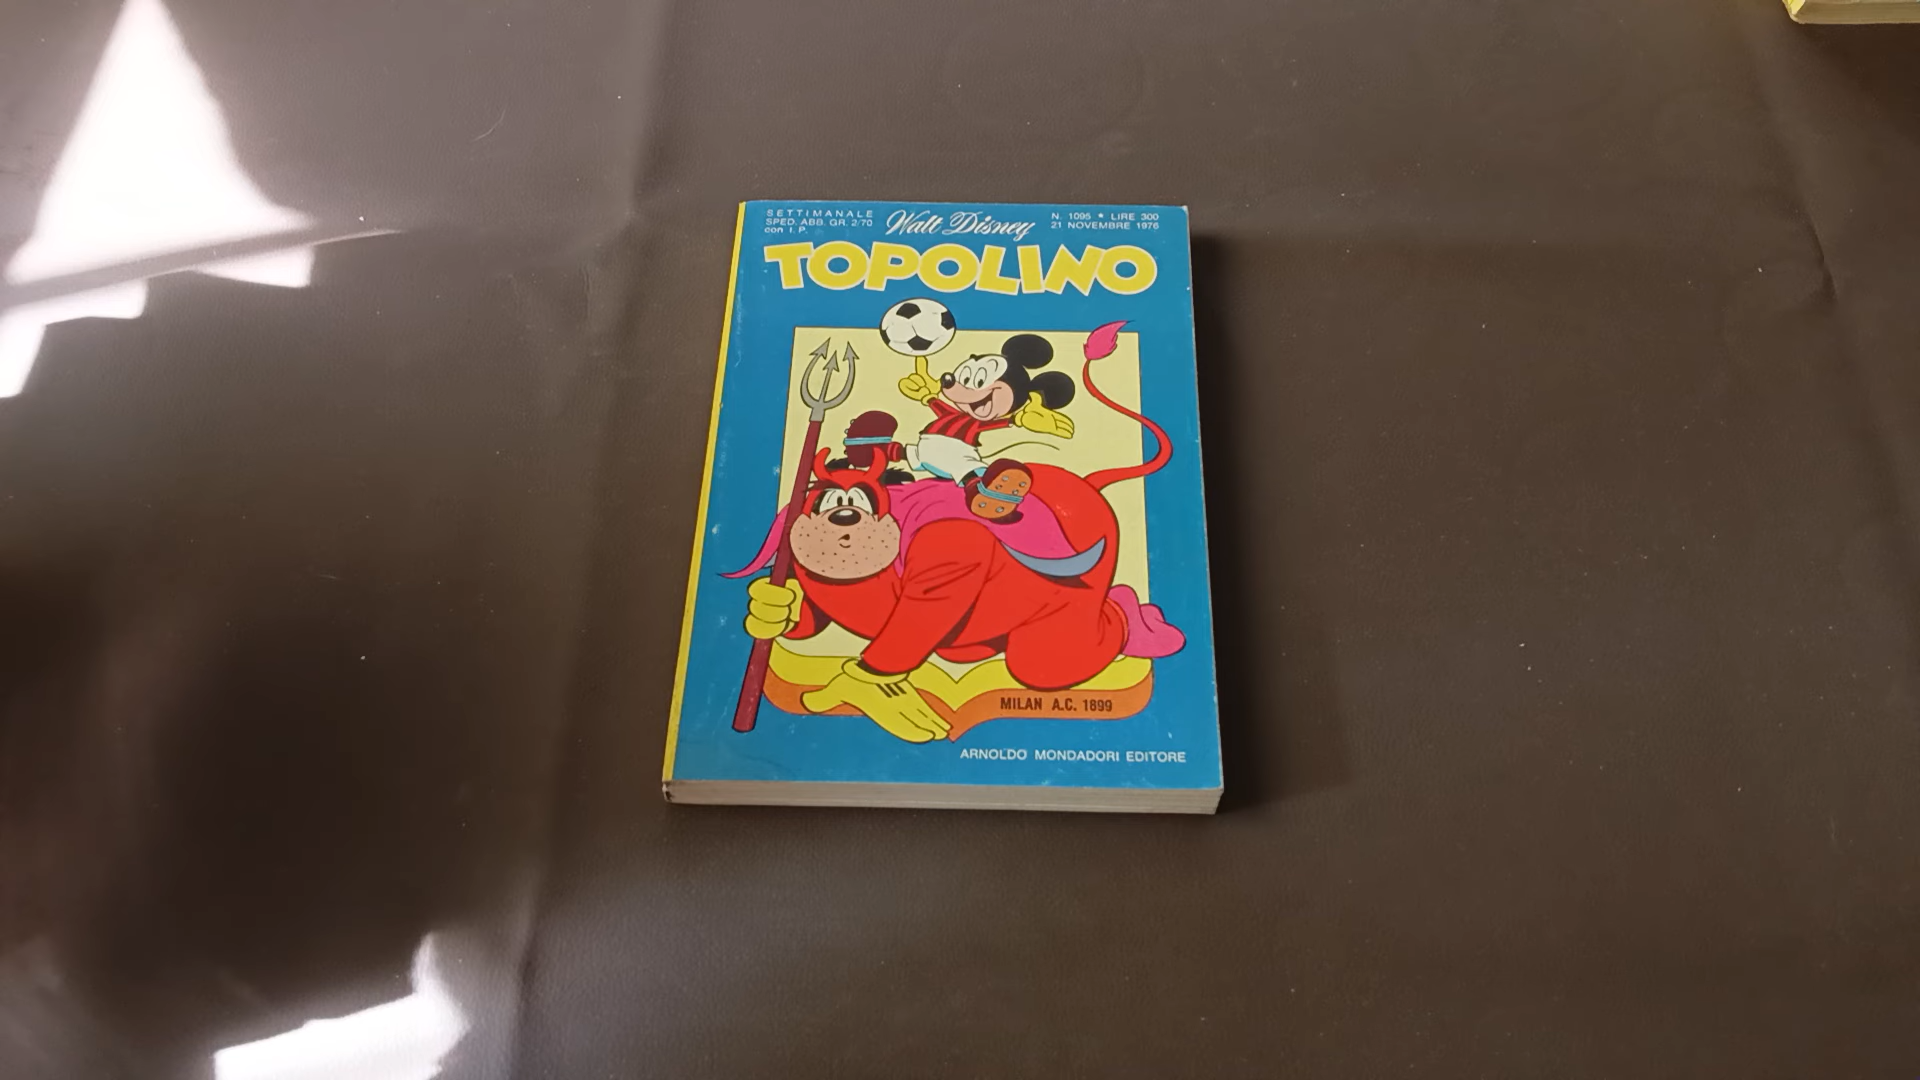 SETTIMANALE
SPED. ABB. GR. 2/70
con I. P.
Walt Disney
N. 1095 * LIRE 300
21 NOVEMBRE 1976
TOPOLINO
MILAN A.C. 1899
ARNOLDO MONDADORI EDITORE